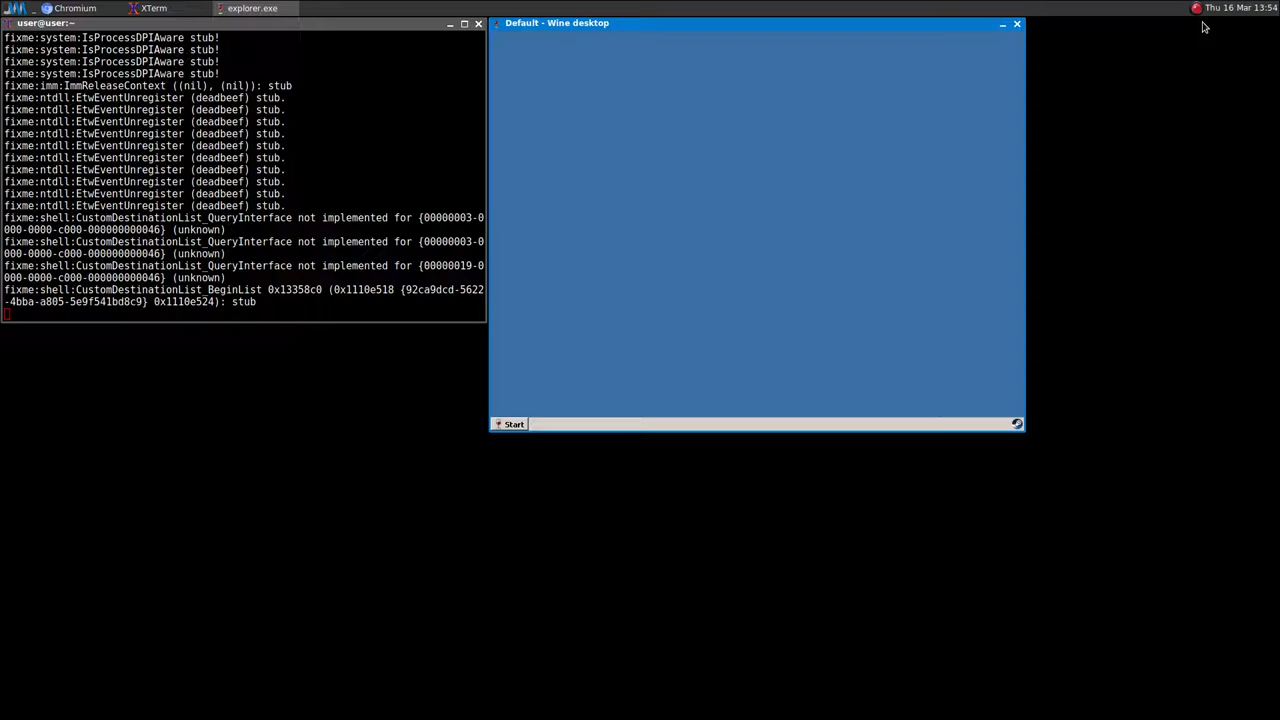 Chromium
XTerm
explorer.exe
Thu 16 Mar 13:54
user@user:~
fixme:system:IsProcessDPIAware stub!
fixme:system:IsProcessDPIAware stub!
fixme:system:IsProcessDPIAware stub!
fixme:system:IsProcessDPIAware stub!
fixme:imm:ImmReleaseContext ((nil), (nil)): stub
fixme:ntdll:EtwEventUnregister (deadbeef) stub.
fixme:ntdll:EtwEventUnregister (deadbeef) stub.
fixme:ntdll:EtwEventUnregister (deadbeef) stub.
fixme:ntdll:EtwEventUnregister (deadbeef) stub.
fixme:ntdll:EtwEventUnregister (deadbeef) stub.
fixme:ntdll:EtwEventUnregister (deadbeef) stub.
fixme:ntdll:EtwEventUnregister (deadbeef) stub.
fixme:ntdll:EtwEventUnregister (deadbeef) stub.
fixme:ntdll:EtwEventUnregister (deadbeef) stub.
fixme:ntdll:EtwEventUnregister (deadbeef) stub.
fixme:shell:CustomDestinationList_QueryInterface not implemented for {00000003-0
000-0000-c000-000000000046} (unknown)
fixme:shell:CustomDestinationList_QueryInterface not implemented for {00000003-0
000-0000-c000-000000000046} (unknown)
fixme:shell:CustomDestinationList_QueryInterface not implemented for {00000019-0
000-0000-c000-000000000046} (unknown)
fixme:shell:CustomDestinationList_BeginList 0x13358c0 (0x1110e518 {92ca9dcd-5622
-4bba-a805-5e9f541bd8c9} 0x1110e524): stub
Default - Wine desktop
Start